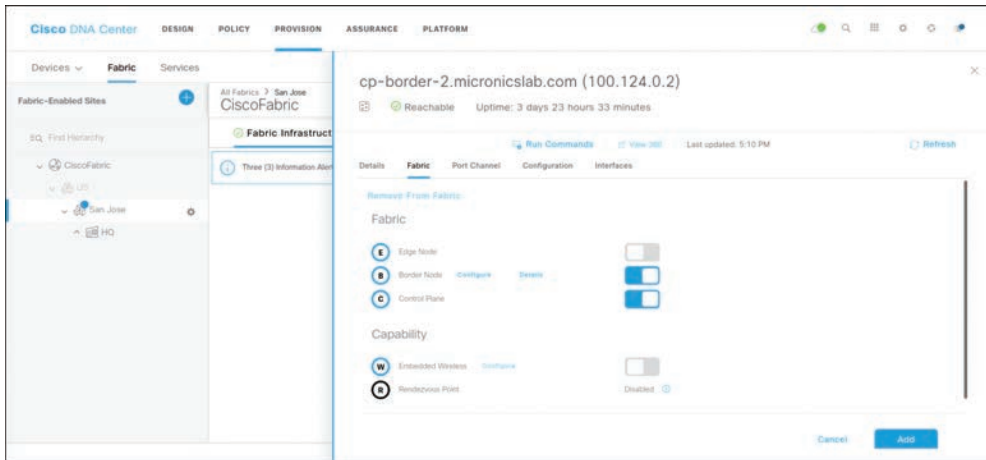 Cisco DNA Center DESIGN POLICY PROVISION ASSURANCE PLATFORM
Devices Fabric Services
Fabric-Enabled Sites
Find Hierarchy
CiscoFabric
US
San Jose
HQ
All Fabrics > San Jose
CiscoFabric
Fabric Infrastruct
Three (3) Information Aler
cp-border-2.micronicslab.com (100.124.0.2)
Reachable Uptime: 3 days 23 hours 33 minutes
Run Commands View 360 Last updated: 5:10 PM Refresh
Details Fabric Port Channel Configuration Interfaces
Remove From Fabric
Fabric
E Edge Node
B Border Node Configure Details
C Control Plane
Capability
W Embedded Wireless Configure
R Rendezvous Point Disabled
Cancel Add